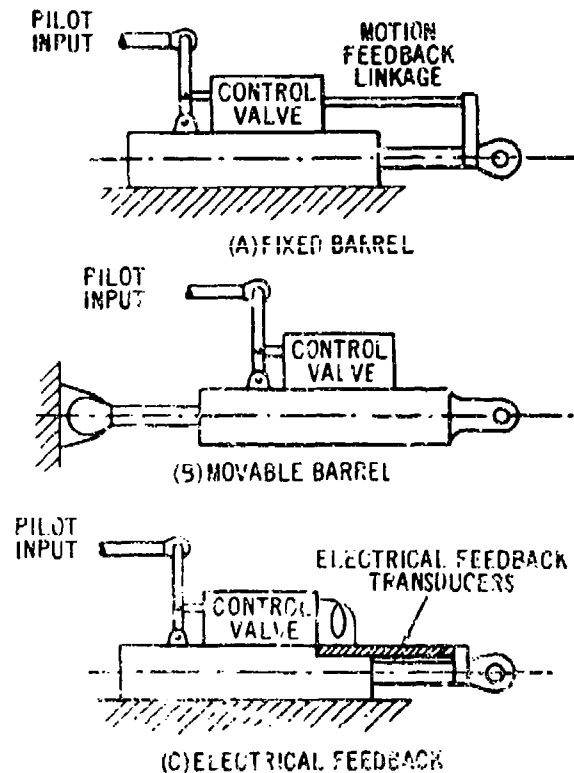 PILOT
INPUT
MOTION
FEEDBACK
LINKAGE
CONTROL
VALVE
(A) FIXED BARREL
PILOT
INPUT
CONTROL
VALVE
(B) MOVABLE BARREL
PILOT
INPUT
ELECTRICAL FEEDBACK
TRANSDUCERS
CONTROL
VALVE
(C) ELECTRICAL FEEDBACK